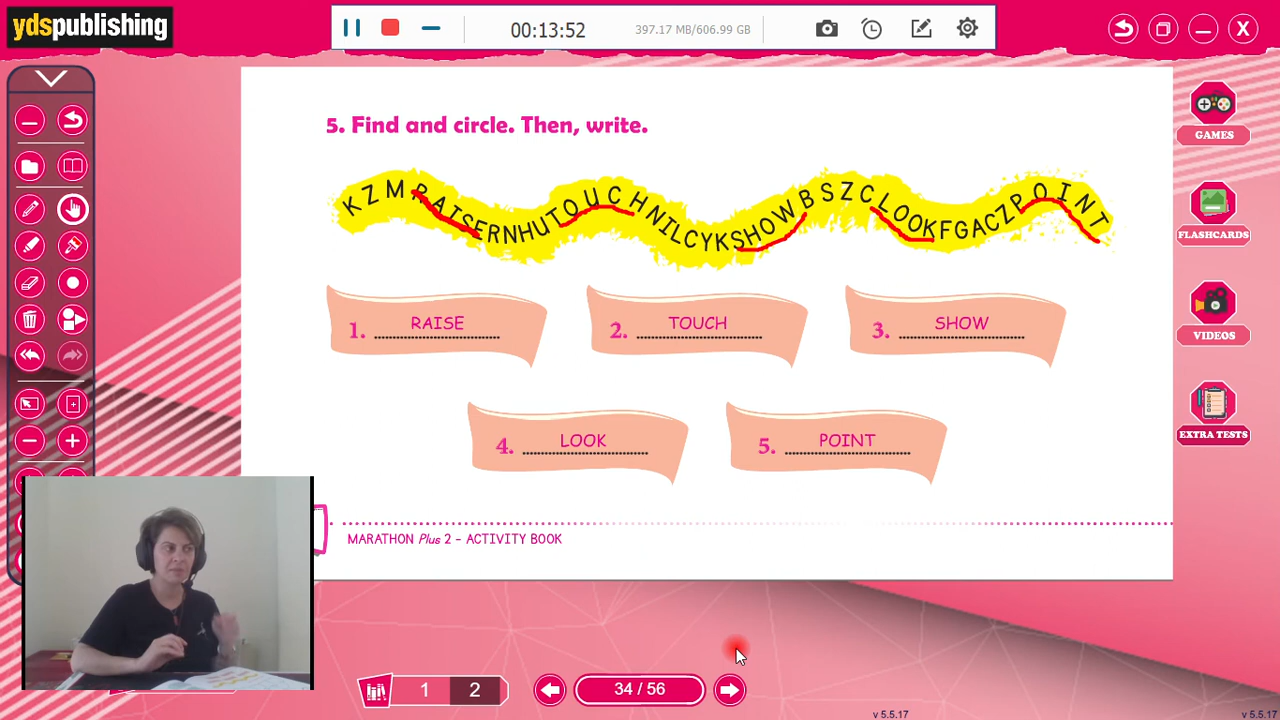 ydspublishing
00:13:52
397.17 MB/606.99 GB
X
5. Find and circle. Then, write.
KZMRAISERNHUTOUCHNILCYKSHOWBSZCLOOKFGACZPOINT
1. RAISE
2. TOUCH
3. SHOW
4. LOOK
5. POINT
MARATHON Plus 2 - ACTIVITY BOOK
GAMES
FLASHCARDS
VIDEOS
EXTRA TESTS
1 2
34 / 56
v 5.5.17
v 5.5.17